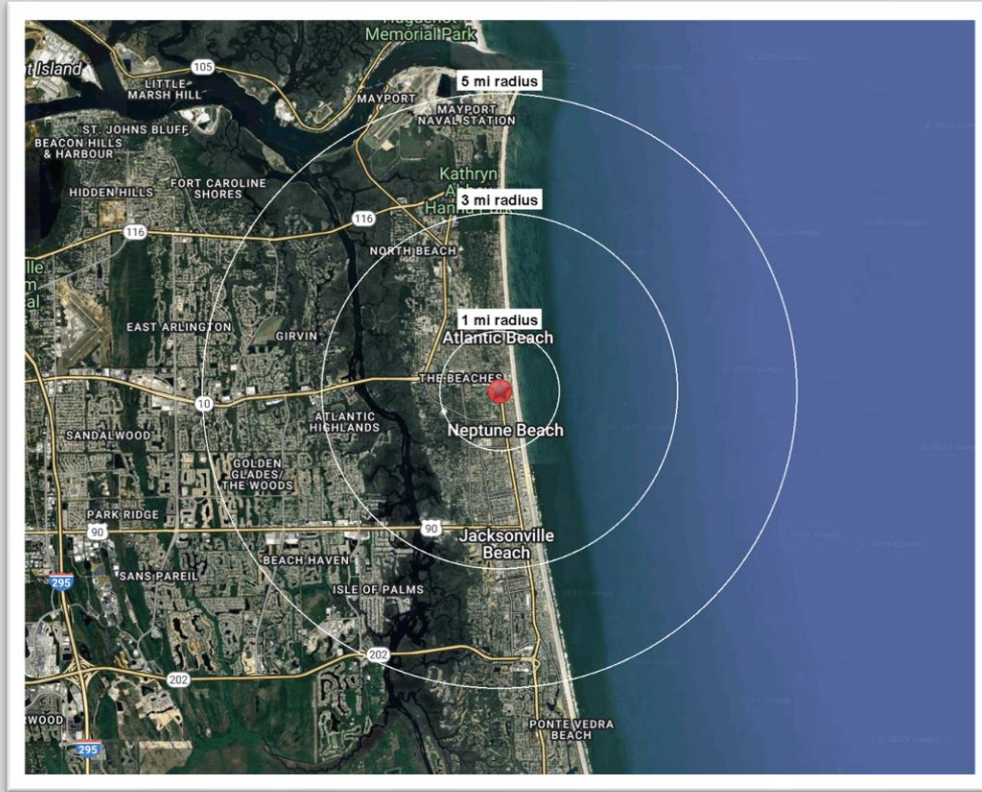 Huguenot
Memorial Park
t Island
105
LITTLE
MARSH HILL
5 mi radius
MAYPORT
MAYPORT
NAVAL STATION
ST. JOHNS BLUFF
BEACON HILLS
& HARBOUR
HIDDEN HILLS
FORT CAROLINE
SHORES
Kathryn
Abbey
Hanna Park
3 mi radius
116
116
NORTH BEACH
lle
m
al
EAST ARLINGTON
GIRVIN
1 mi radius
Atlantic Beach
THE BEACHES
10
ATLANTIC
HIGHLANDS
Neptune Beach
SANDALWOOD
GOLDEN
GLADES/
THE WOODS
PARK RIDGE
90
90
Jacksonville
Beach
BEACH HAVEN
SANS PAREIL
295
ISLE OF PALMS
202
202
RWOOD
PONTE VEDRA
BEACH
295